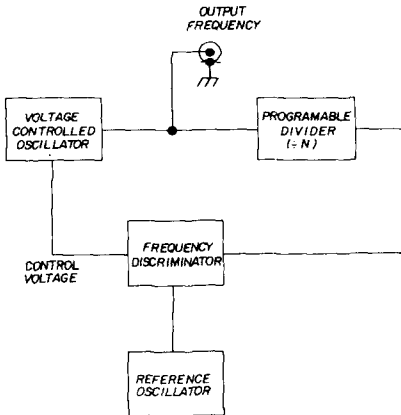 OUTPUT
FREQUENCY
VOLTAGE
CONTROLLED
OSCILLATOR
PROGRAMABLE
DIVIDER
(÷N)
FREQUENCY
DISCRIMINATOR
CONTROL
VOLTAGE
REFERENCE
OSCILLATOR